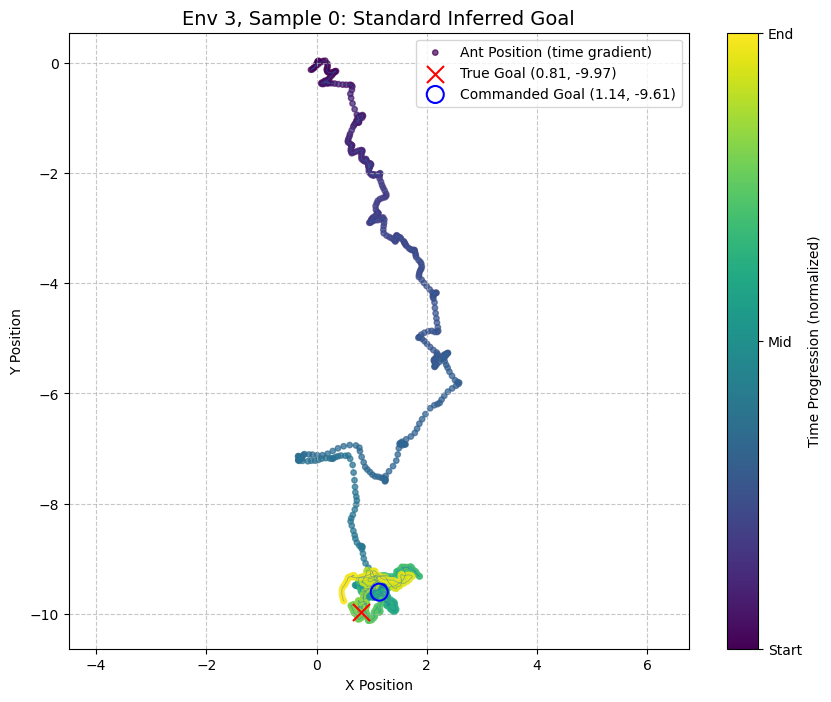 Env 3, Sample 0: Standard Inferred Goal
Ant Position (time gradient)
True Goal (0.81, -9.97)
Commanded Goal (1.14, -9.61)
0
−2
−4
−6
−8
−10
Y Position
−4
−2
0
2
4
6
X Position
End
Mid
Start
Time Progression (normalized)